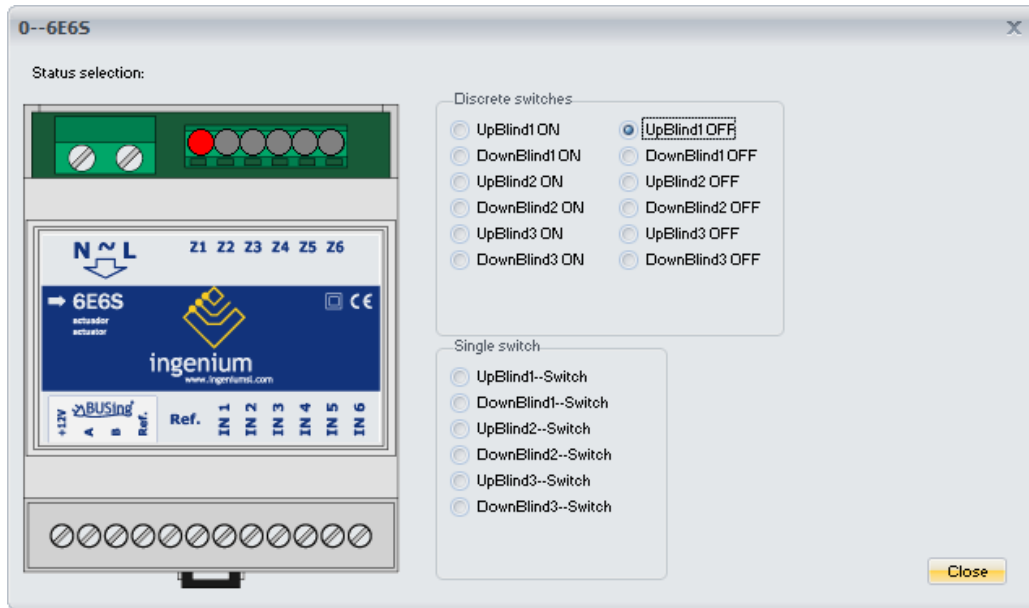 0--6E6S
X
Status selection:
N ~ L
Z1 Z2 Z3 Z4 Z5 Z6
6E6S
actuador
actuator
CE
ingenium
www.ingeniumsl.com
+12V A B Ref.
BUSing
Ref. IN 1 IN 2 IN 3 IN 4 IN 5 IN 6
Discrete switches
UpBlind1 ON UpBlind1 OFF
DownBlind1 ON DownBlind1 OFF
UpBlind2 ON UpBlind2 OFF
DownBlind2 ON DownBlind2 OFF
UpBlind3 ON UpBlind3 OFF
DownBlind3 ON DownBlind3 OFF
Single switch
UpBlind1--Switch
DownBlind1--Switch
UpBlind2--Switch
DownBlind2--Switch
UpBlind3--Switch
DownBlind3--Switch
Close